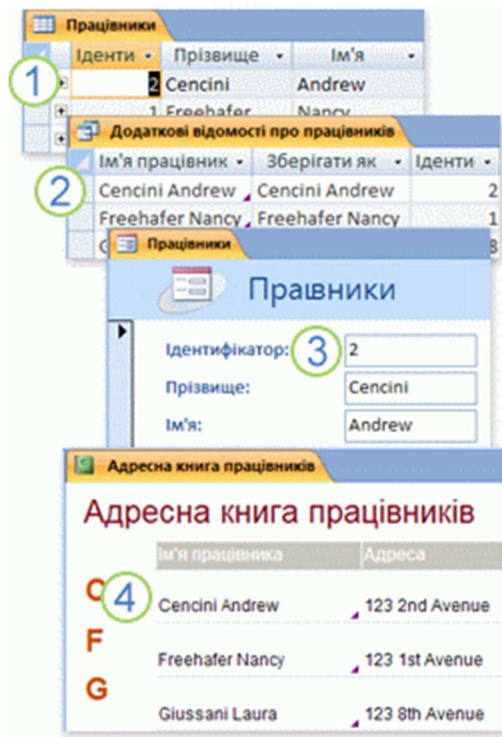 Працівники
Іденти Прізвище Ім'я
1 2 Cencini Andrew
1 Freehafer Nancy
Додаткові відомості про працівників
Ім'я працівник Зберігати як Іденти
2 Cencini Andrew Cencini Andrew 2
Freehafer Nancy Freehafer Nancy 1
8
Працівники
Працівники
Ідентифікатор: 3 2
Прізвище: Cencini
Ім'я: Andrew
Адресна книга працівників
Адресна книга працівників
Ім'я працівника Адреса
C
4 Cencini Andrew 123 2nd Avenue
F
Freehafer Nancy 123 1st Avenue
G
Giussani Laura 123 8th Avenue